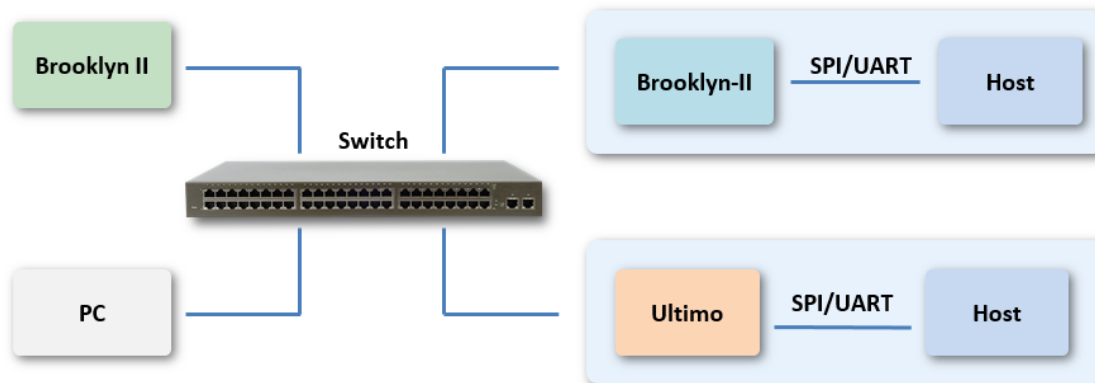 Brooklyn II
Brooklyn-II
SPI/UART
Host
Switch
PC
Ultimo
SPI/UART
Host